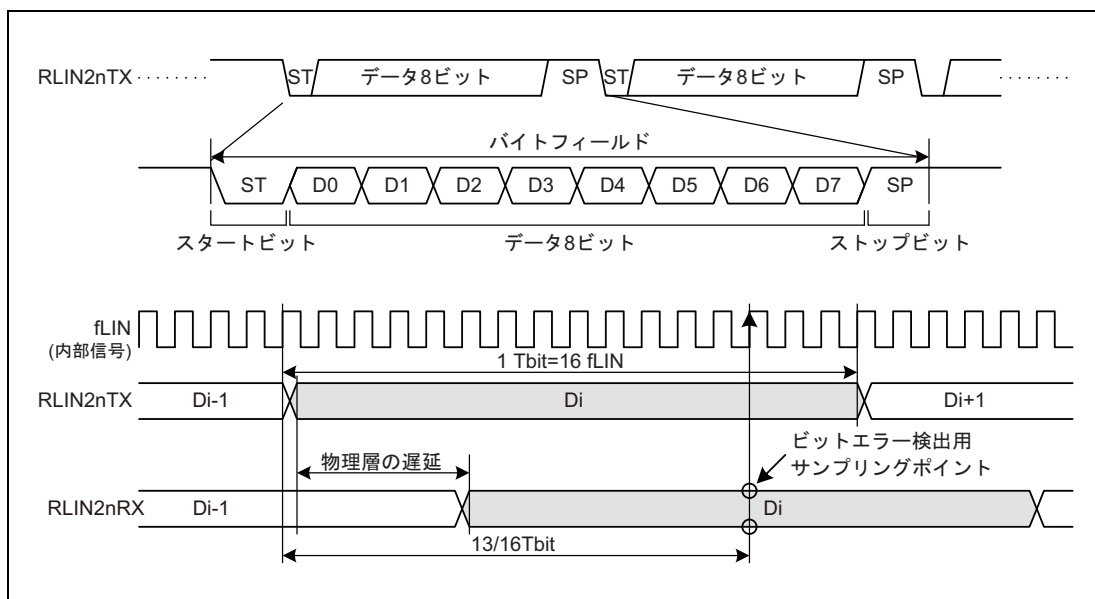 RLIN2nTX ST データ8ビット SP ST データ8ビット SP
バイトフィールド
ST D0 D1 D2 D3 D4 D5 D6 D7 SP
スタートビット データ8ビット ストップビット
fLIN
(内部信号)
1 Tbit=16 fLIN
RLIN2nTX Di-1 Di Di+1
ビットエラー検出用
サンプリングポイント
物理層の遅延
RLIN2nRX Di-1 Di
13/16Tbit